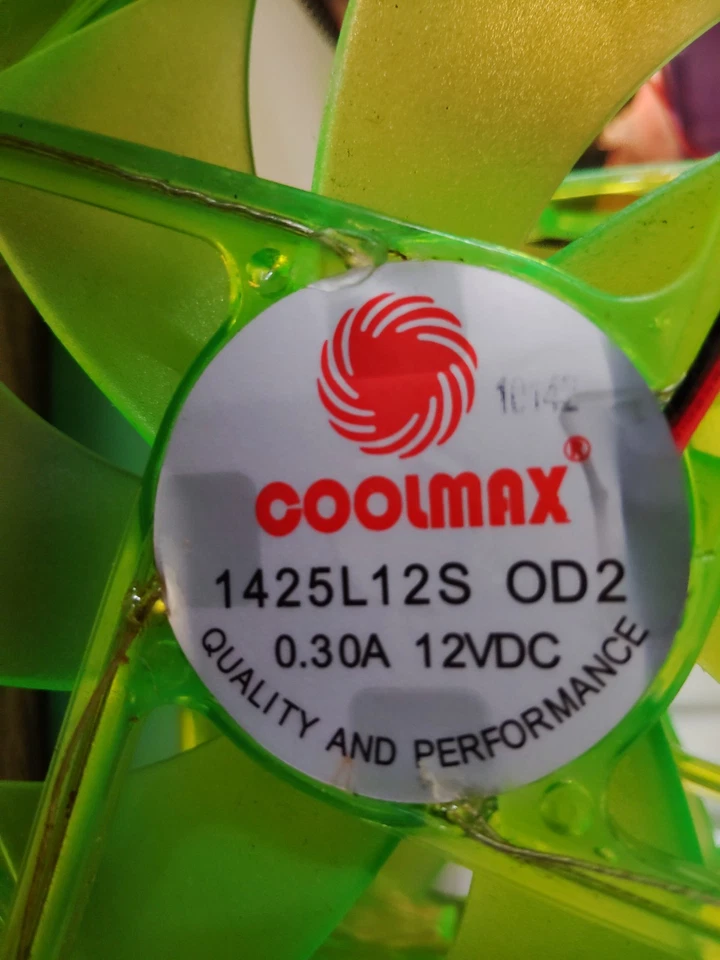 10142
COOLMAX®
1425L12S OD2
0.30A 12VDC
QUALITY AND PERFORMANCE